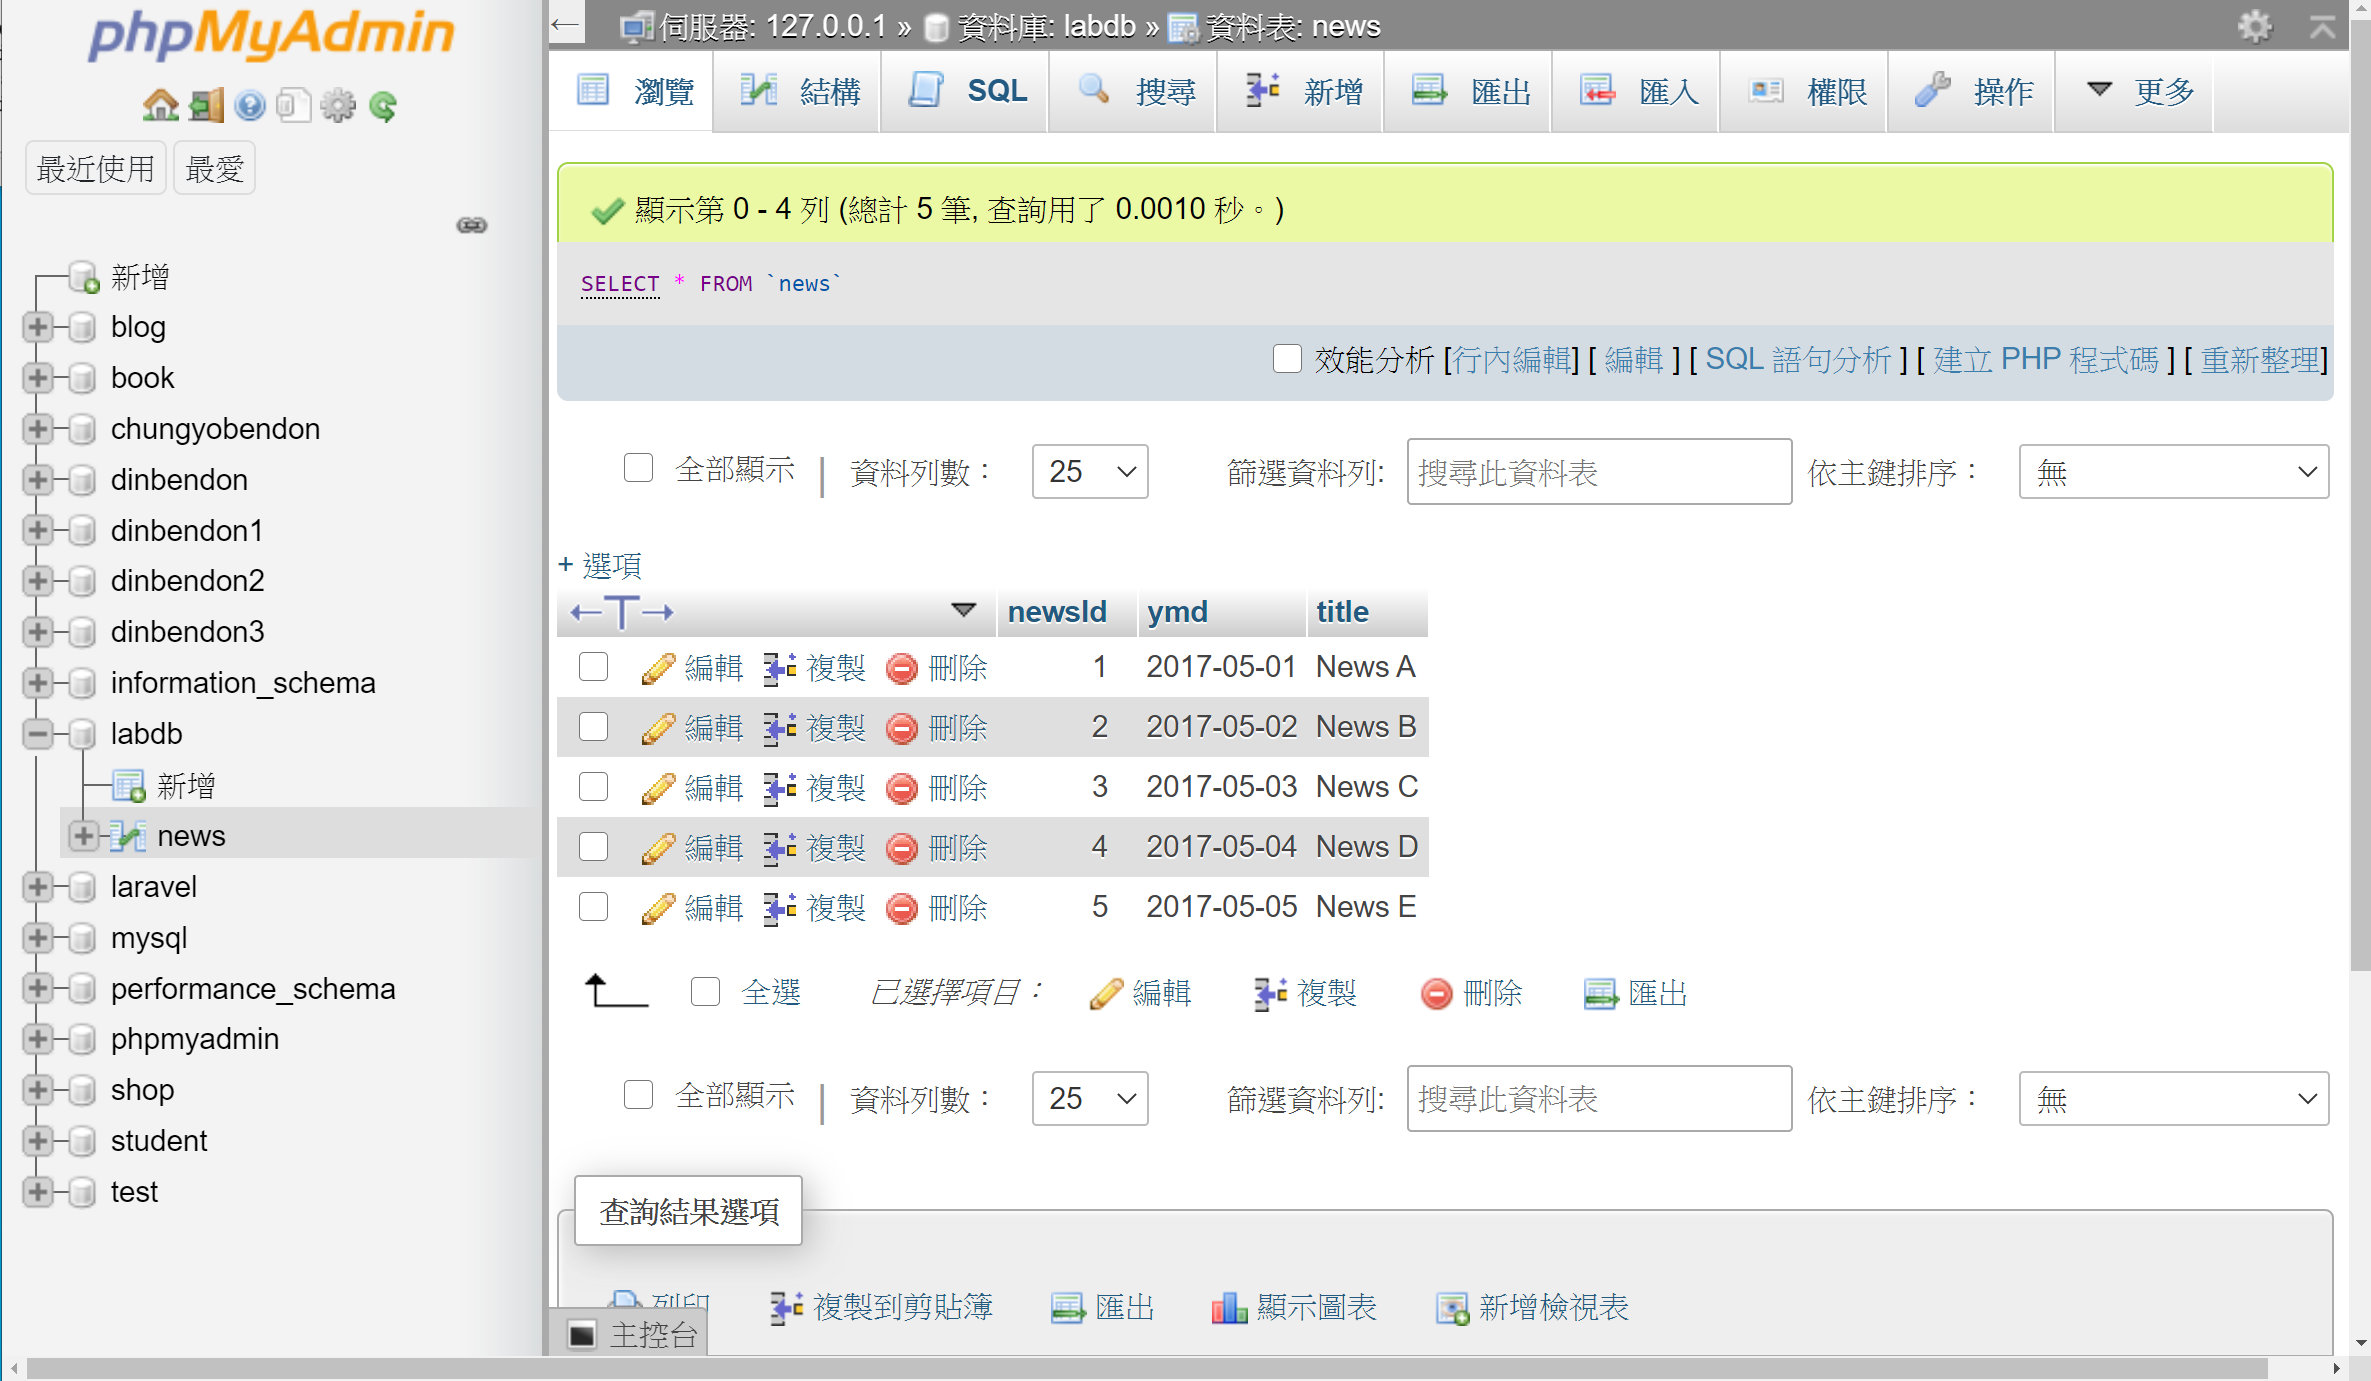 phpMyAdmin
最近使用 最愛
新增
blog
book
chungyobendon
dinbendon
dinbendon1
dinbendon2
dinbendon3
information_schema
labdb
新增
news
laravel
mysql
performance_schema
phpmyadmin
shop
student
test
伺服器: 127.0.0.1 » 資料庫: labdb » 資料表: news
瀏覽 結構 SQL 搜尋 新增 匯出 匯入 權限 操作 更多
顯示第 0 - 4 列 (總計 5 筆, 查詢用了 0.0010 秒。)
SELECT * FROM `news`
效能分析 [行內編輯] [ 編輯 ] [ SQL 語句分析 ] [ 建立 PHP 程式碼 ] [ 重新整理]
全部顯示 | 資料列數： 25 篩選資料列: 搜尋此資料表 依主鍵排序： 無
+ 選項
←T→ newsId ymd title
編輯 複製 刪除 1 2017-05-01 News A
編輯 複製 刪除 2 2017-05-02 News B
編輯 複製 刪除 3 2017-05-03 News C
編輯 複製 刪除 4 2017-05-04 News D
編輯 複製 刪除 5 2017-05-05 News E
全選 已選擇項目： 編輯 複製 刪除 匯出
全部顯示 | 資料列數： 25 篩選資料列: 搜尋此資料表 依主鍵排序： 無
查詢結果選項
列印 複製到剪貼簿 匯出 顯示圖表 新增檢視表
主控台